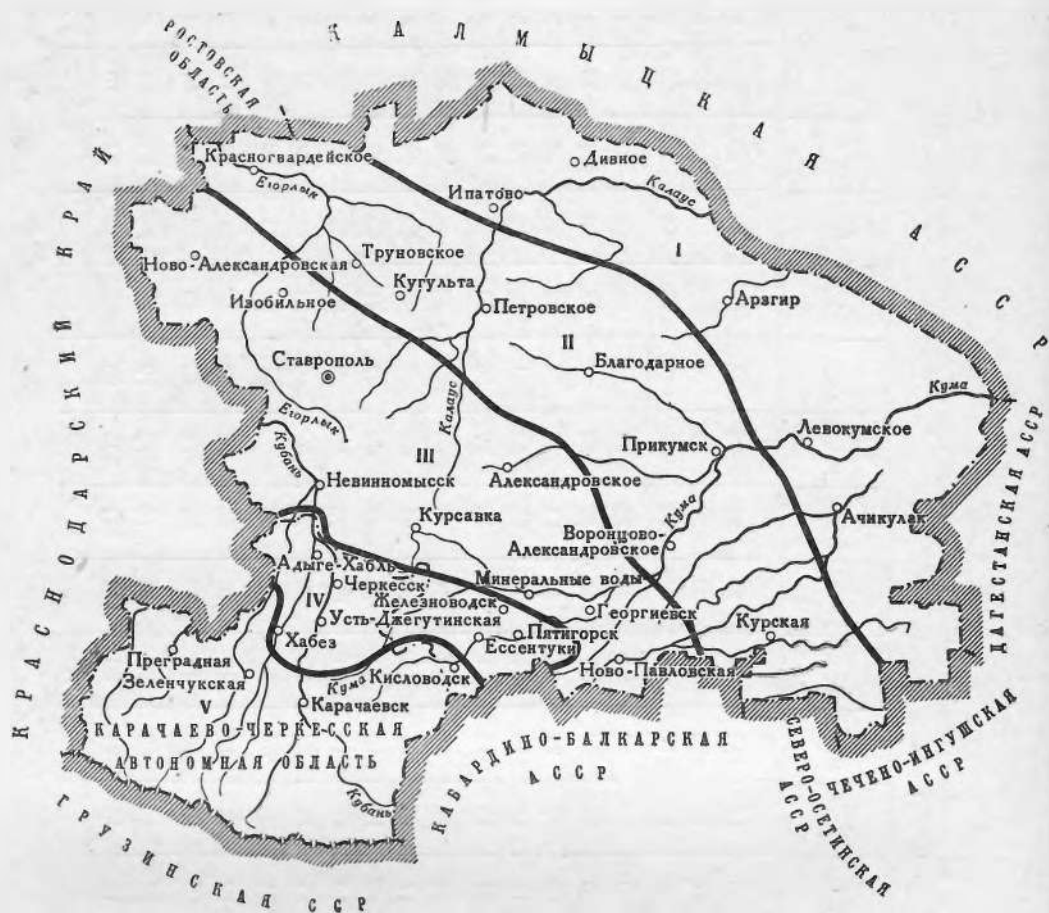 КАЛМЫЦКАЯ АССР
РОСТОВСКАЯ
ОБЛАСТЬ
КРАСНОДАРСКИЙ КРАЙ
Красногвардейское
Егорлык
Дивное
Ипатово
Калаус
I
Ново-Александровская
Труновское
Изобильное
Кугульта
Петровское
Арзгир
II
Ставрополь
Благодарное
Калаус
Кума
Егорлык
Левокумское
Прикумск
Кубань
III
Невинномысск
Александровское
Курсавка
Кума
Ачикулак
Воронцово-
Александровское
Адыге-Хабль
Черкесск
Минеральные воды
IV
Железноводск
Георгиевск
Усть-Джегутинская
Пятигорск
Курская
Хабез
Ессентуки
Преградная
Зеленчукская
Кума
Кисловодск
Ново-Павловская
V
Карачаевск
КАРАЧАЕВО-ЧЕРКЕССКАЯ
АВТОНОМНАЯ ОБЛАСТЬ
Кубань
ДАГЕСТАНСКАЯ АССР
КАБАРДИНО-БАЛКАРСКАЯ
АССР
СЕВЕРО-ОСЕТИНСКАЯ
АССР
ЧЕЧЕНО-ИНГУШСКАЯ
АССР
ГРУЗИНСКАЯ ССР